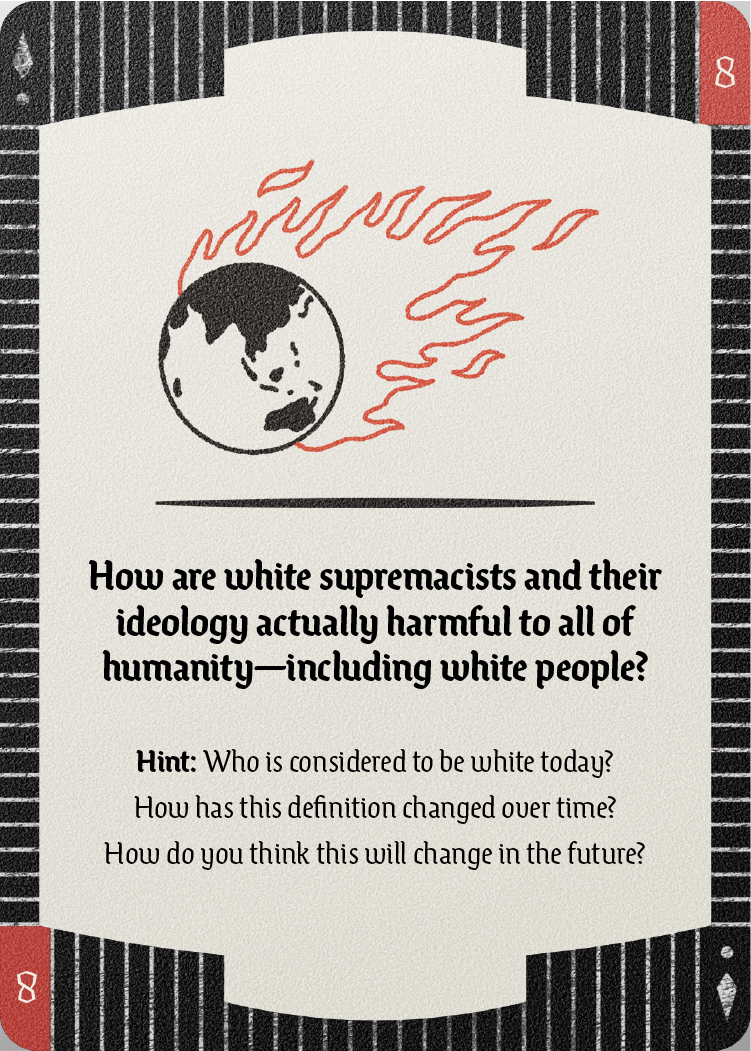 8
How are white supremacists and their
ideology actually harmful to all of
humanity—including white people?
Hint: Who is considered to be white today?
How has this definition changed over time?
How do you think this will change in the future?
8